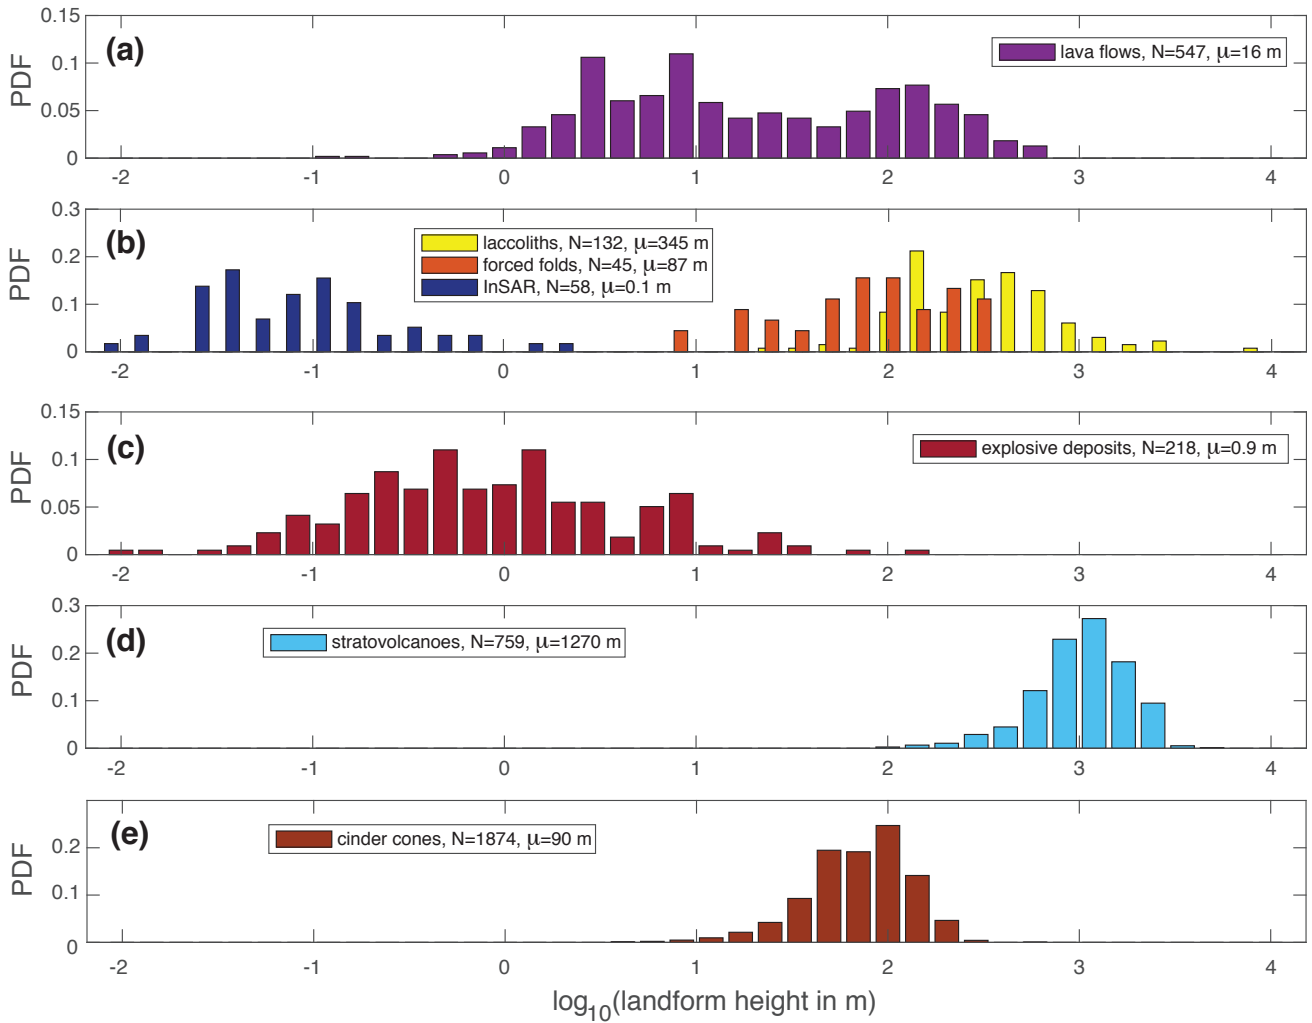 0.15
0.1
0.05
0
PDF
(a)
lava flows, N=547, μ=16 m
-2 -1 0 1 2 3 4
0.3
0.2
0.1
0
PDF
(b)
laccoliths, N=132, μ=345 m
forced folds, N=45, μ=87 m
InSAR, N=58, μ=0.1 m
-2 -1 0 1 2 3 4
0.15
0.1
0.05
0
PDF
(c)
explosive deposits, N=218, μ=0.9 m
-2 -1 0 1 2 3 4
0.3
0.2
0.1
0
PDF
(d)
stratovolcanoes, N=759, μ=1270 m
-2 -1 0 1 2 3 4
0.2
0.1
0
PDF
(e)
cinder cones, N=1874, μ=90 m
-2 -1 0 1 2 3 4
log10(landform height in m)